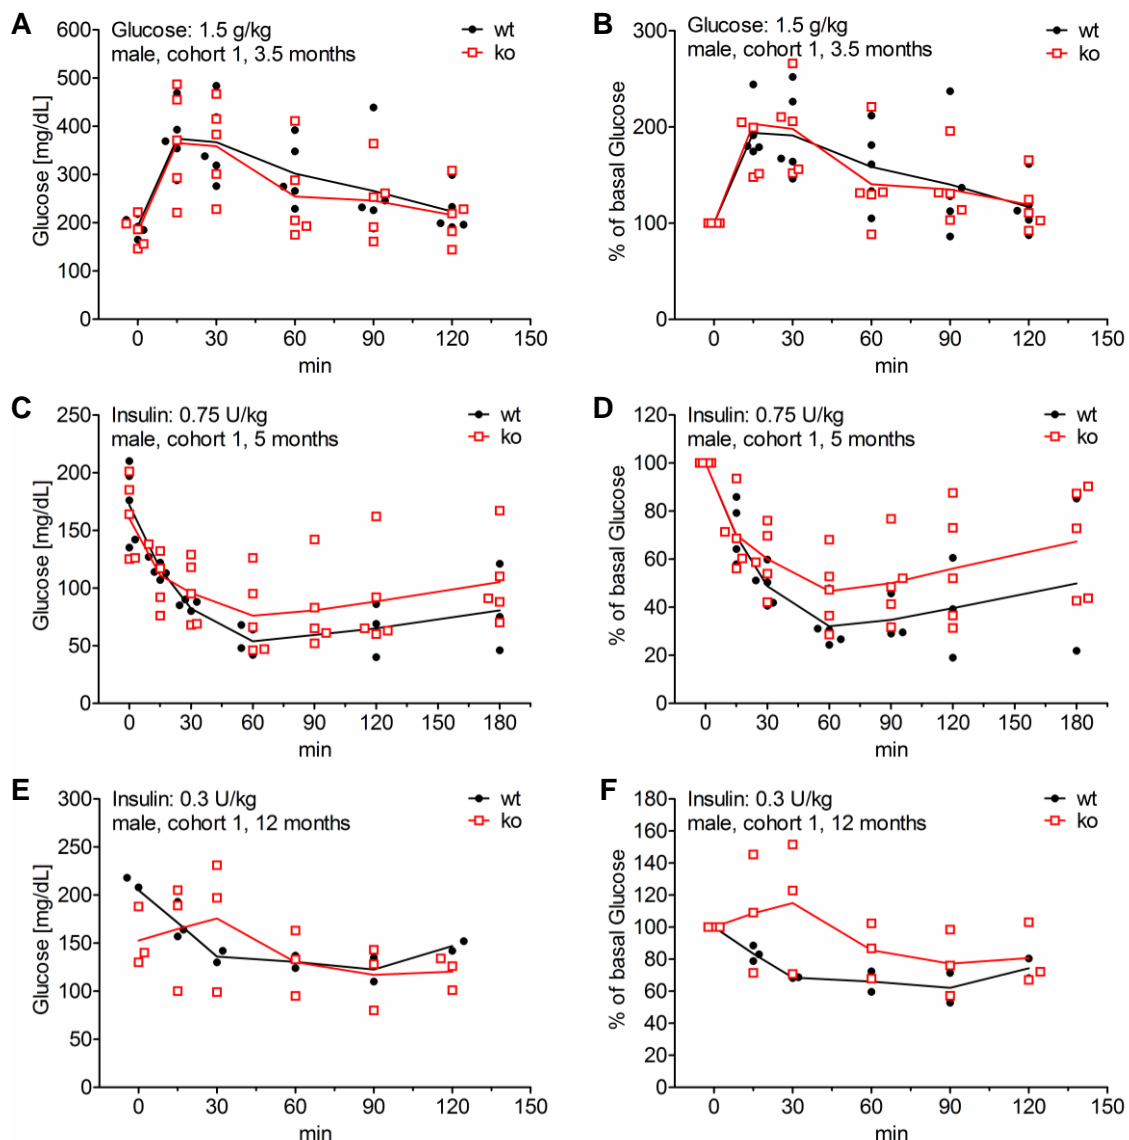 A
Glucose: 1.5 g/kg
male, cohort 1, 3.5 months
wt
ko
Glucose [mg/dL]
600
500
400
300
200
100
0
0 30 60 90 120 150
min
B
Glucose: 1.5 g/kg
male, cohort 1, 3.5 months
wt
ko
% of basal Glucose
300
200
100
0
0 30 60 90 120 150
min
C
Insulin: 0.75 U/kg
male, cohort 1, 5 months
wt
ko
Glucose [mg/dL]
250
200
150
100
50
0
0 30 60 90 120 150 180
min
D
Insulin: 0.75 U/kg
male, cohort 1, 5 months
wt
ko
% of basal Glucose
120
100
80
60
40
20
0
0 30 60 90 120 150 180
min
E
Insulin: 0.3 U/kg
male, cohort 1, 12 months
wt
ko
Glucose [mg/dL]
300
250
200
150
100
50
0
0 30 60 90 120 150
min
F
Insulin: 0.3 U/kg
male, cohort 1, 12 months
wt
ko
% of basal Glucose
180
160
140
120
100
80
60
40
20
0
0 30 60 90 120 150
min